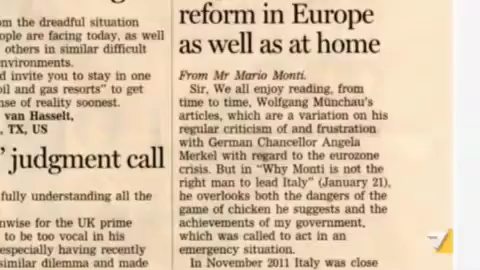 om the dreadful situation
ople are facing today, as well
others in similar difficult
nvironments.
d invite you to stay in one
oil and gas resorts" to get
nse of reality soonest.
van Hasselt,
, TX, US
' judgment call
fully understanding all the
nwise for the UK prime
to be too vocal in his
especially having recently
similar dilemma and made
reform in Europe
as well as at home
From Mr Mario Monti.
Sir, We all enjoy reading, from
time to time, Wolfgang Münchau's
articles, which are a variation on his
regular criticism of and frustration
with German Chancellor Angela
Merkel with regard to the eurozone
crisis. But in "Why Monti is not the
right man to lead Italy" (January 21),
he overlooks both the dangers of the
game of chicken he suggests and the
achievements of my government,
which was called to act in an
emergency situation.
In November 2011 Italy was close